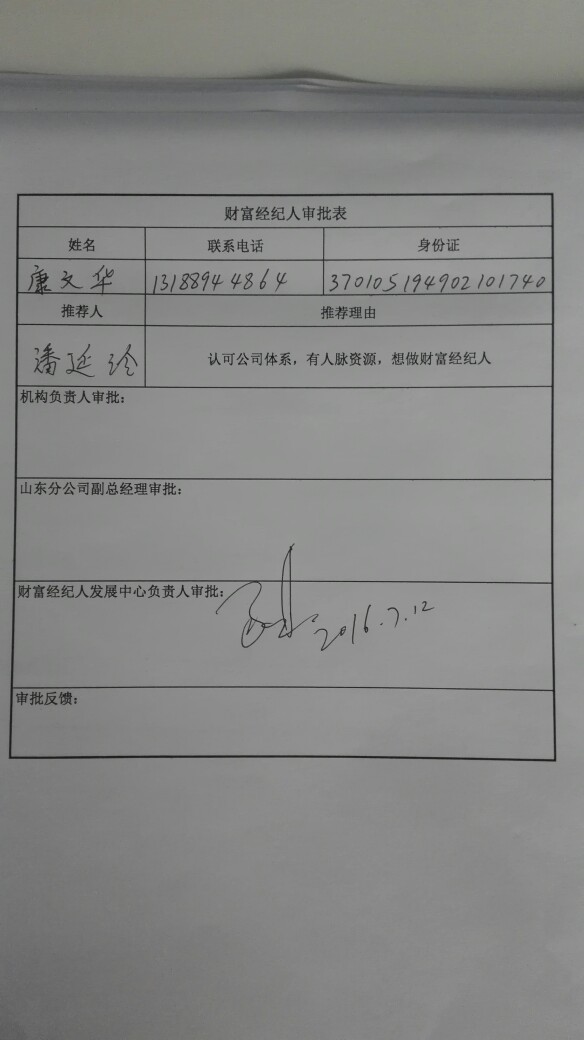 财富经纪人审批表
姓名 联系电话 身份证
康文华 13188944864 370105194902101740
推荐人 推荐理由
潘延玲 认可公司体系，有人脉资源，想做财富经纪人
机构负责人审批：
山东分公司副总经理审批：
财富经纪人发展中心负责人审批： 2016.7.12
审批反馈：